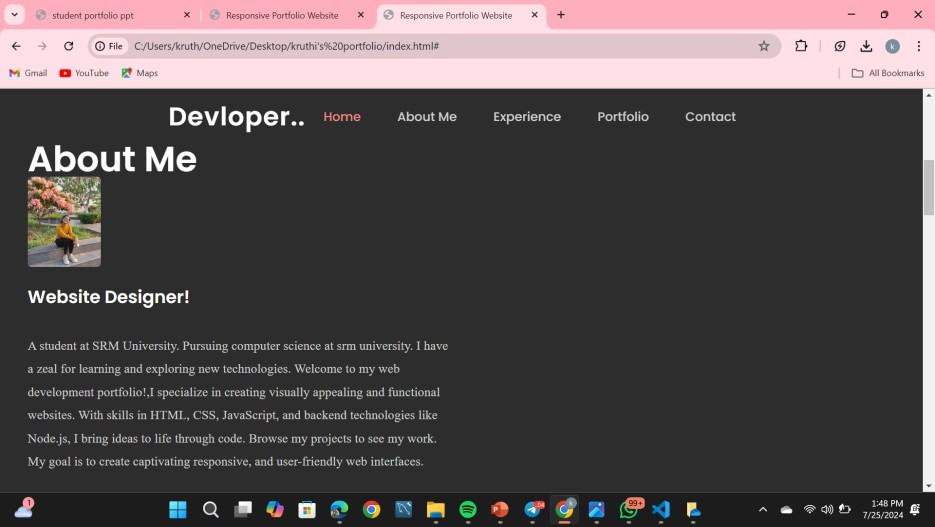 student portfolio ppt
Responsive Portfolio Website
Responsive Portfolio Website
File
C:/Users/kruth/OneDrive/Desktop/kruthi's%20portfolio/index.html#
k
Gmail
YouTube
Maps
All Bookmarks
Devloper..
Home
About Me
Experience
Portfolio
Contact
About Me
Website Designer!
A student at SRM University. Pursuing computer science at srm university. I have
a zeal for learning and exploring new technologies. Welcome to my web
development portfolio!,I specialize in creating visually appealing and functional
websites. With skills in HTML, CSS, JavaScript, and backend technologies like
Node.js, I bring ideas to life through code. Browse my projects to see my work.
My goal is to create captivating responsive, and user-friendly web interfaces.
1
99+
1:48 PM
7/25/2024